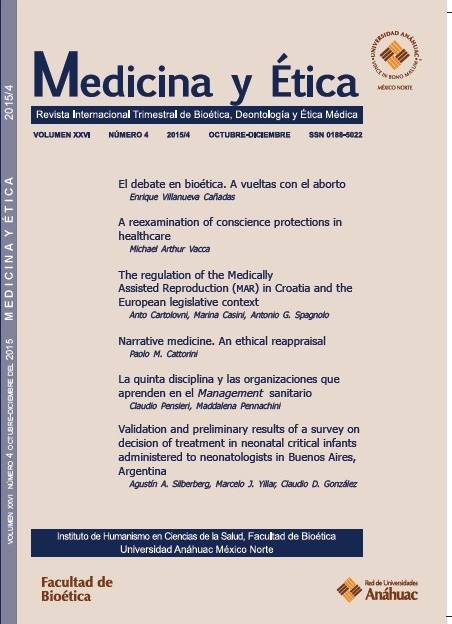 UNIVERSIDAD ANÁHUAC
VINCE IN BONO MALUM
MÉXICO NORTE
Medicina y Ética
Revista Internacional Trimestral de Bioética, Deontología y Ética Médica
VOLUMEN XXVI NÚMERO 4 2015/4 OCTUBRE-DICIEMBRE SSN 0188-5022
El debate en bioética. A vueltas con el aborto
Enrique Villanueva Cañadas
A reexamination of conscience protections in
healthcare
Michael Arthur Vacca
The regulation of the Medically
Assisted Reproduction (MAR) in Croatia and the
European legislative context
Anto Cartolovni, Marina Casini, Antonio G. Spagnolo
Narrative medicine. An ethical reappraisal
Paolo M. Cattorini
La quinta disciplina y las organizaciones que
aprenden en el Management sanitario
Claudio Pensieri, Maddalena Pennachini
Validation and preliminary results of a survey on
decision of treatment in neonatal critical infants
administered to neonatologists in Buenos Aires,
Argentina
Agustín A. Silberberg, Marcelo J. Yillar, Claudio D. González
Instituto de Humanismo en Ciencias de la Salud, Facultad de Bioética
Universidad Anáhuac México Norte
Facultad de
Bioética
Red de Universidades
Anáhuac
VOLUMEN XXVI NÚMERO 4 OCTUBRE-DICIEMBRE DEL 2015 MEDICINA Y ÉTICA 2015/4